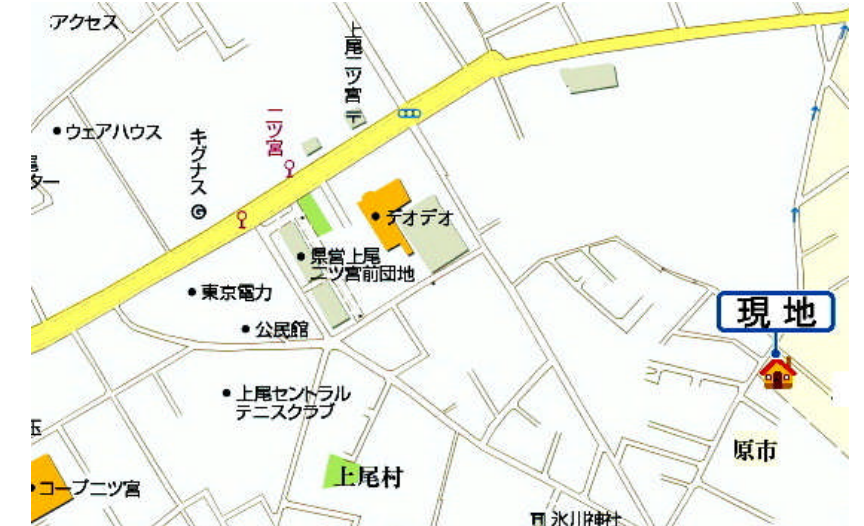 アクセス
上尾二ツ宮〒
ウェアハウス
二ツ宮
キグナス
G
尾
ター
デオデオ
県営上尾
二ツ宮前団地
東京電力
公民館
現地
上尾セントラル
テニスクラブ
原市
玉
上尾村
コープ二ツ宮
氷川神社